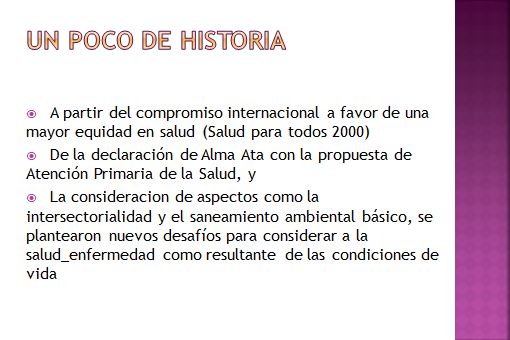 UN POCO DE HISTORIA
A partir del compromiso internacional a favor de una
mayor equidad en salud (Salud para todos 2000)
De la declaración de Alma Ata con la propuesta de
Atención Primaria de la Salud, y
La consideracion de aspectos como la
intersectorialidad y el saneamiento ambiental básico, se
plantearon nuevos desafíos para considerar a la
salud_enfermedad como resultante de las condiciones de
vida